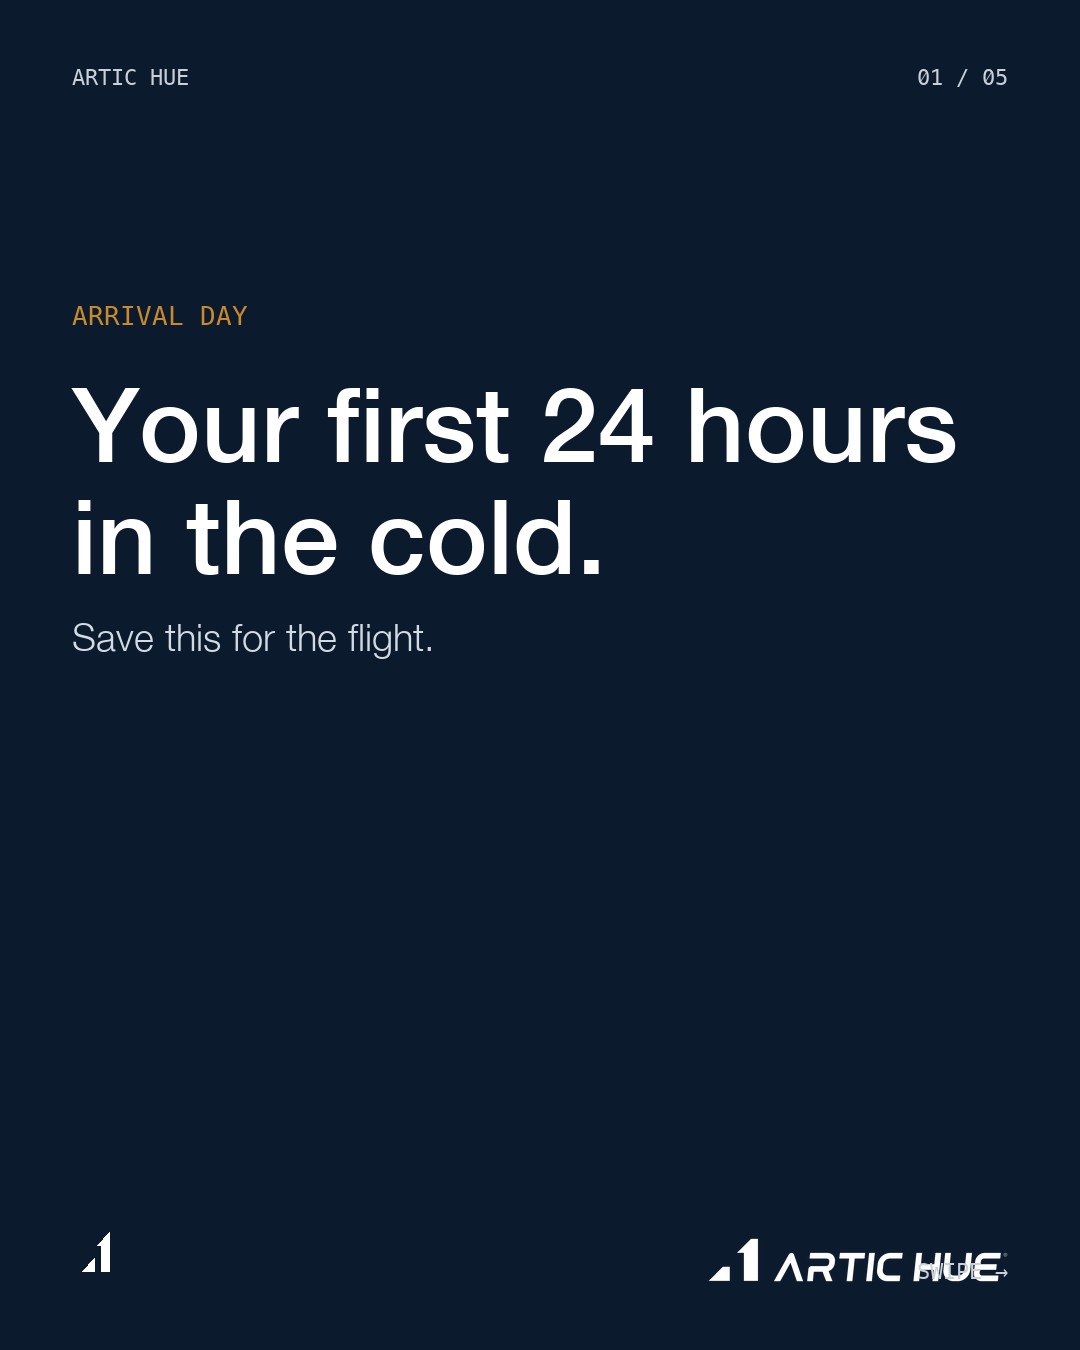 ARTIC HUE
01 / 05
ARRIVAL DAY
Your first 24 hours
in the cold.
Save this for the flight.
ARTIC HUE
SWIPE →